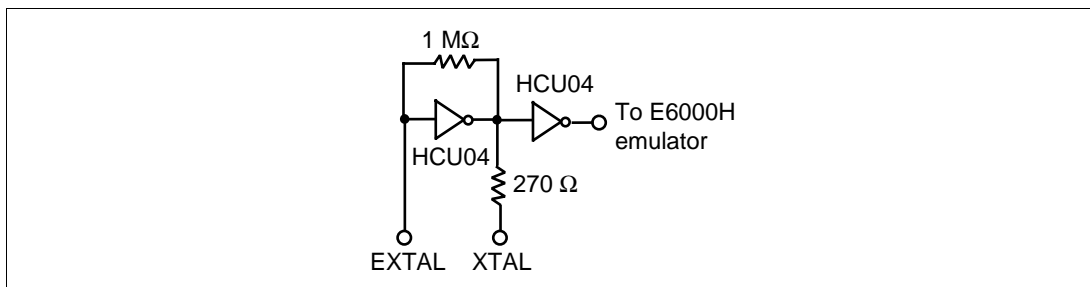 1 MΩ
HCU04
To E6000H
emulator
HCU04
270 Ω
EXTAL
XTAL